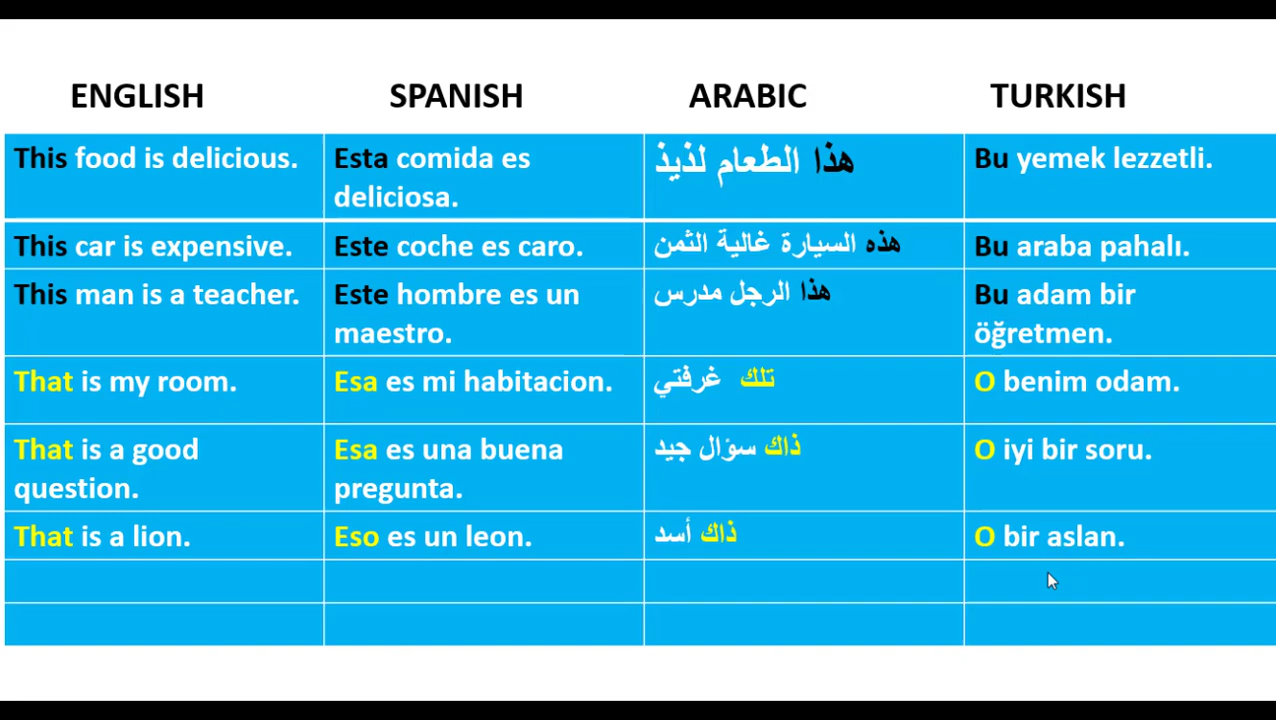 ENGLISH SPANISH ARABIC TURKISH
This food is delicious.
Esta comida es
deliciosa.
هذا الطعام لذيذ
Bu yemek lezzetli.
This car is expensive.
Este coche es caro.
هذه السيارة غالية الثمن
Bu araba pahalı.
This man is a teacher.
Este hombre es un
maestro.
هذا الرجل مدرس
Bu adam bir
öğretmen.
That is my room.
Esa es mi habitacion.
تلك غرفتي
O benim odam.
That is a good
question.
Esa es una buena
pregunta.
ذاك سؤال جيد
O iyi bir soru.
That is a lion.
Eso es un leon.
ذاك أسد
O bir aslan.